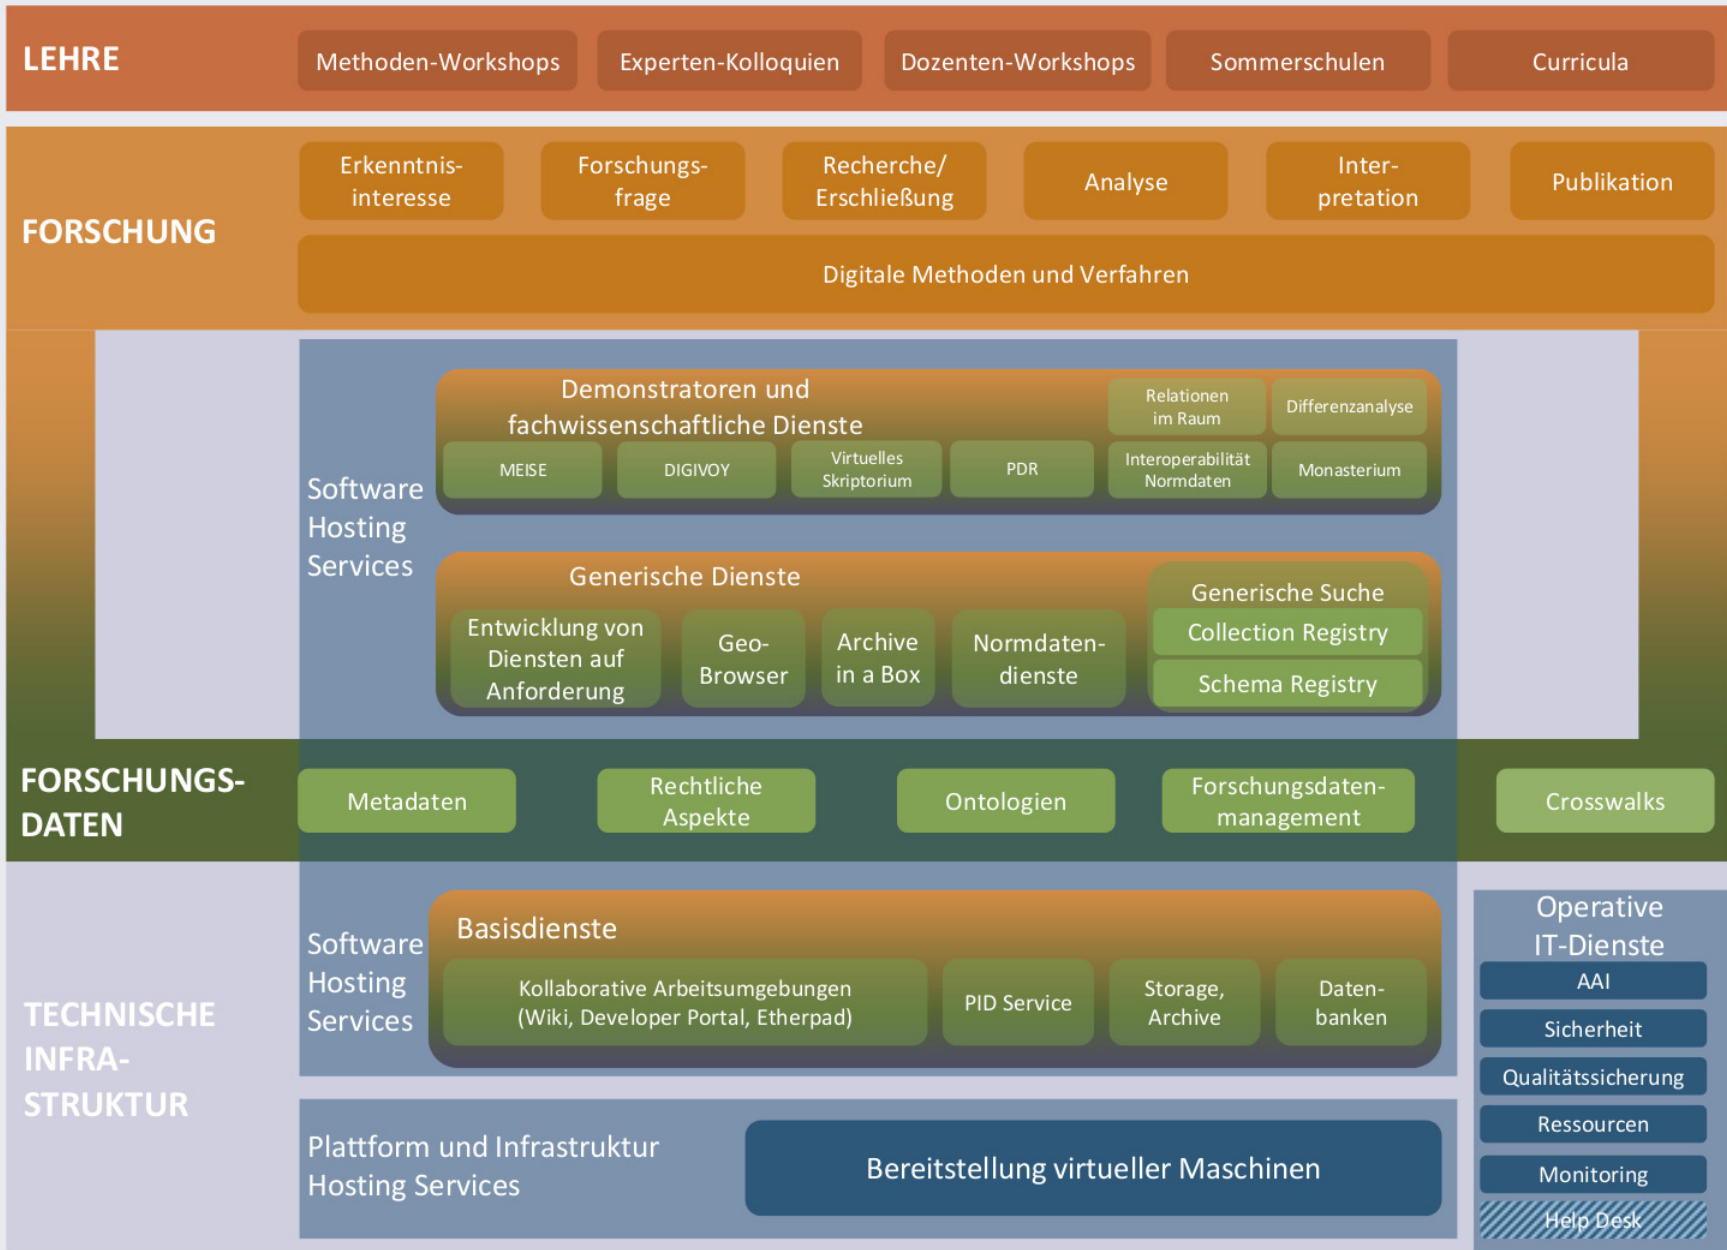 LEHRE
Methoden-Workshops
Experten-Kolloquien
Dozenten-Workshops
Sommerschulen
Curricula
FORSCHUNG
Erkenntnis-
interesse
Forschungs-
frage
Recherche/
Erschließung
Analyse
Inter-
pretation
Publikation
Digitale Methoden und Verfahren
Software
Hosting
Services
Demonstratoren und
fachwissenschaftliche Dienste
Relationen
im Raum
Differenzanalyse
MEISE
DIGIVOY
Virtuelles
Skriptorium
PDR
Interoperabilität
Normdaten
Monasterium
Generische Dienste
Entwicklung von
Diensten auf
Anforderung
Geo-
Browser
Archive
in a Box
Normdaten-
dienste
Generische Suche
Collection Registry
Schema Registry
FORSCHUNGS-
DATEN
Metadaten
Rechtliche
Aspekte
Ontologien
Forschungsdaten-
management
Crosswalks
TECHNISCHE
INFRA-
STRUKTUR
Software
Hosting
Services
Basisdienste
Kollaborative Arbeitsumgebungen
(Wiki, Developer Portal, Etherpad)
PID Service
Storage,
Archive
Daten-
banken
Plattform und Infrastruktur
Hosting Services
Bereitstellung virtueller Maschinen
Operative
IT-Dienste
AAI
Sicherheit
Qualitätssicherung
Ressourcen
Monitoring
Help Desk